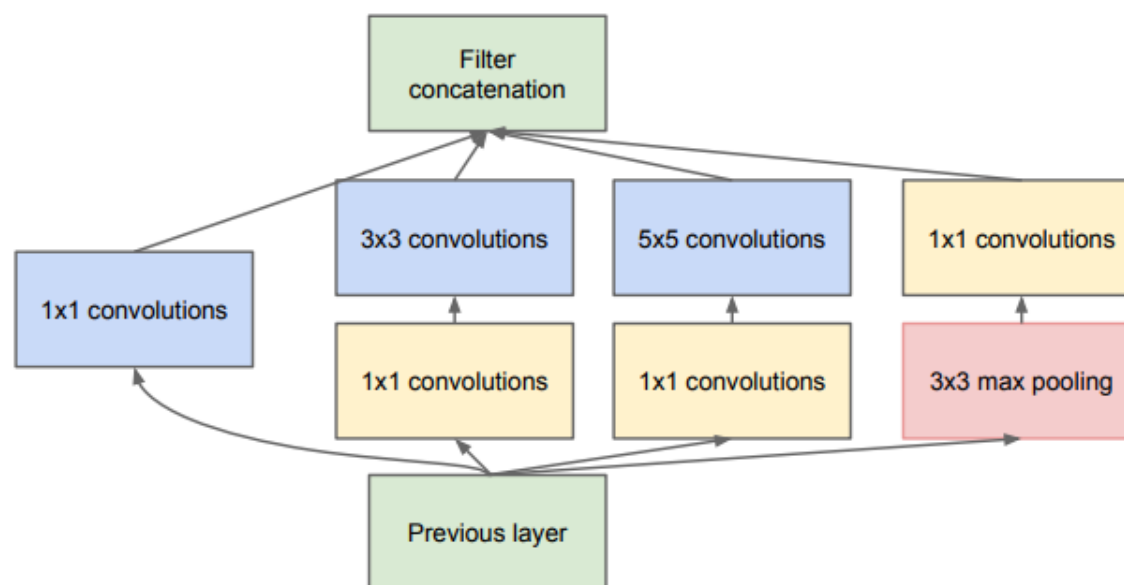 Filter
concatenation
3x3 convolutions
5x5 convolutions
1x1 convolutions
1x1 convolutions
1x1 convolutions
1x1 convolutions
3x3 max pooling
Previous layer